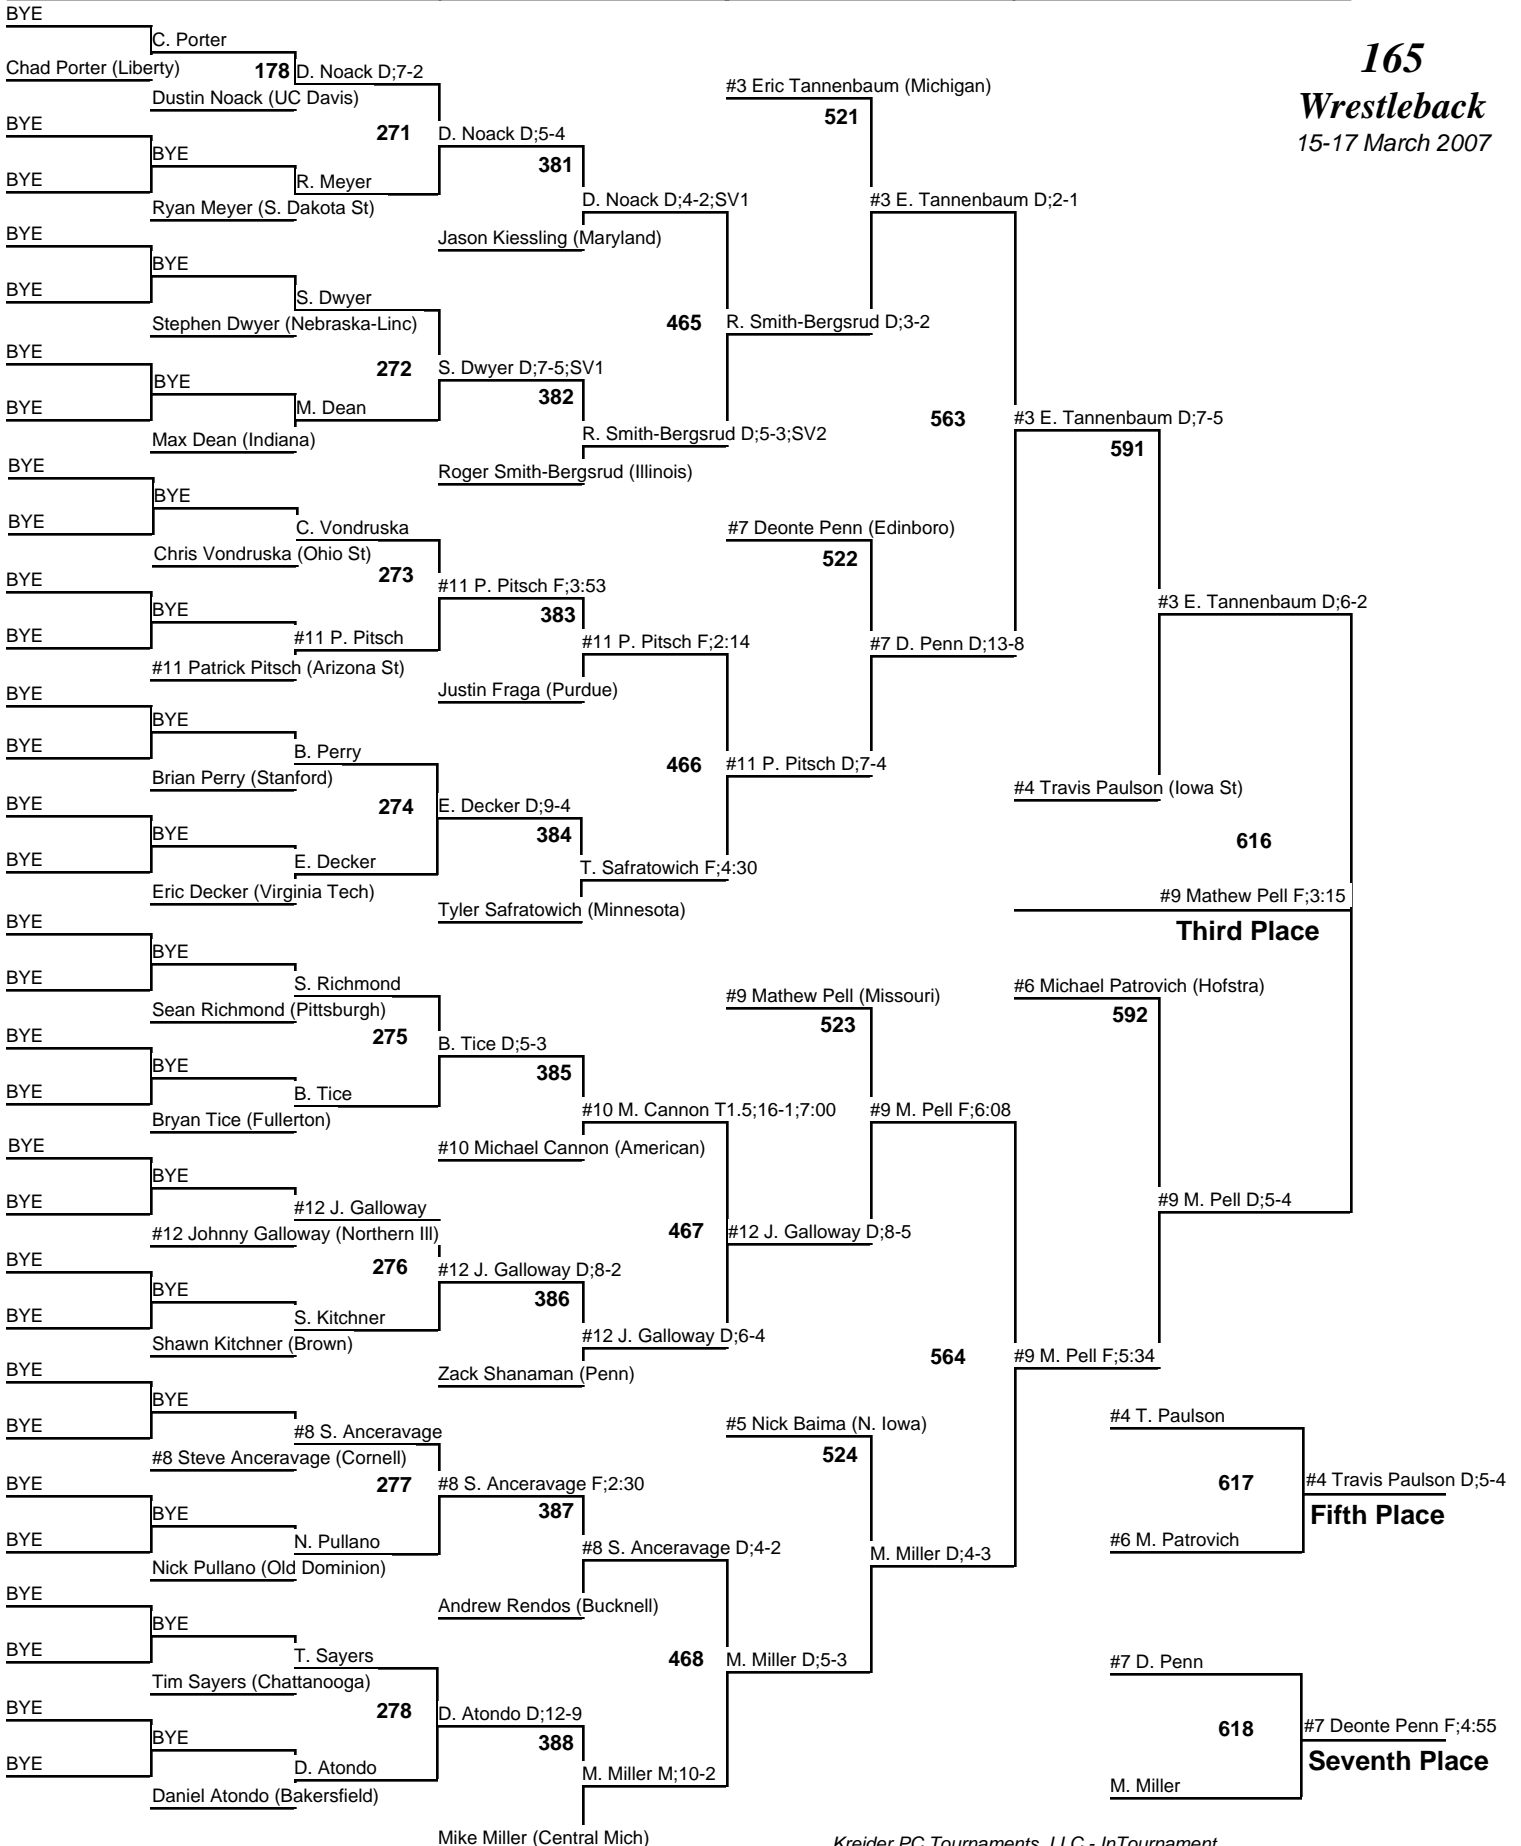 BYE
C. Porter
Chad Porter (Liberty)
178
D. Noack D;7-2
Dustin Noack (UC Davis)
BYE
271
D. Noack D;5-4
BYE
381
BYE
R. Meyer
Ryan Meyer (S. Dakota St)
D. Noack D;4-2;SV1
Jason Kiessling (Maryland)
BYE
BYE
BYE
S. Dwyer
Stephen Dwyer (Nebraska-Linc)
465
R. Smith-Bergsrud D;3-2
BYE
272
S. Dwyer D;7-5;SV1
BYE
382
BYE
M. Dean
Max Dean (Indiana)
R. Smith-Bergsrud D;5-3;SV2
Roger Smith-Bergsrud (Illinois)
#3 Eric Tannenbaum (Michigan)
521
#3 E. Tannenbaum D;2-1
165
Wrestleback
15-17 March 2007
563
#3 E. Tannenbaum D;7-5
591
BYE
BYE
BYE
C. Vondruska
Chris Vondruska (Ohio St)
273
#11 P. Pitsch F;3:53
BYE
BYE
383
BYE
#11 P. Pitsch
#11 Patrick Pitsch (Arizona St)
#11 P. Pitsch F;2:14
Justin Fraga (Purdue)
#7 Deonte Penn (Edinboro)
522
#7 D. Penn D;13-8
#3 E. Tannenbaum D;6-2
BYE
BYE
BYE
B. Perry
Brian Perry (Stanford)
466
#11 P. Pitsch D;7-4
BYE
274
E. Decker D;9-4
BYE
384
BYE
E. Decker
Eric Decker (Virginia Tech)
T. Safratowich F;4:30
Tyler Safratowich (Minnesota)
#4 Travis Paulson (Iowa St)
616
#9 Mathew Pell F;3:15
Third Place
BYE
BYE
BYE
S. Richmond
Sean Richmond (Pittsburgh)
BYE
275
B. Tice D;5-3
BYE
385
BYE
B. Tice
Bryan Tice (Fullerton)
#10 M. Cannon T1.5;16-1;7:00
#10 Michael Cannon (American)
#9 Mathew Pell (Missouri)
523
#9 M. Pell F;6:08
#6 Michael Patrovich (Hofstra)
592
#9 M. Pell D;5-4
BYE
BYE
BYE
#12 J. Galloway
#12 Johnny Galloway (Northern Ill)
467
#12 J. Galloway D;8-5
BYE
276
#12 J. Galloway D;8-2
BYE
386
BYE
S. Kitchner
Shawn Kitchner (Brown)
#12 J. Galloway D;6-4
Zack Shanaman (Penn)
564
#9 M. Pell F;5:34
BYE
BYE
BYE
#8 S. Anceravage
#8 Steve Anceravage (Cornell)
#5 Nick Baima (N. Iowa)
524
BYE
277
#8 S. Anceravage F;2:30
BYE
387
BYE
N. Pullano
Nick Pullano (Old Dominion)
#8 S. Anceravage D;4-2
M. Miller D;4-3
Andrew Rendos (Bucknell)
#4 T. Paulson
617
#4 Travis Paulson D;5-4
Fifth Place
#6 M. Patrovich
BYE
BYE
BYE
T. Sayers
Tim Sayers (Chattanooga)
468
M. Miller D;5-3
BYE
278
D. Atondo D;12-9
BYE
388
BYE
D. Atondo
Daniel Atondo (Bakersfield)
M. Miller M;10-2
Mike Miller (Central Mich)
#7 D. Penn
618
#7 Deonte Penn F;4:55
Seventh Place
M. Miller
Kreider PC Tournaments, LLC - InTournament